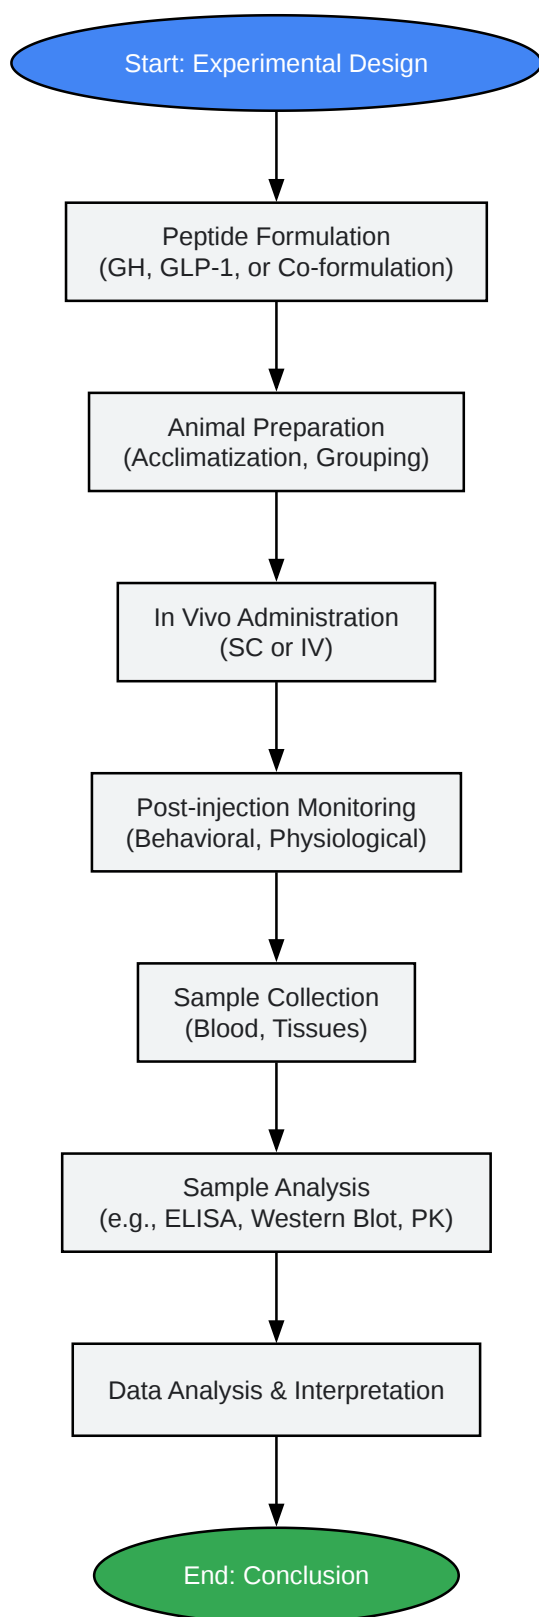 Start: Experimental Design
Peptide Formulation
(GH, GLP-1, or Co-formulation)
Animal Preparation
(Acclimatization, Grouping)
In Vivo Administration
(SC or IV)
Post-injection Monitoring
(Behavioral, Physiological)
Sample Collection
(Blood, Tissues)
Sample Analysis
(e.g., ELISA, Western Blot, PK)
Data Analysis & Interpretation
End: Conclusion